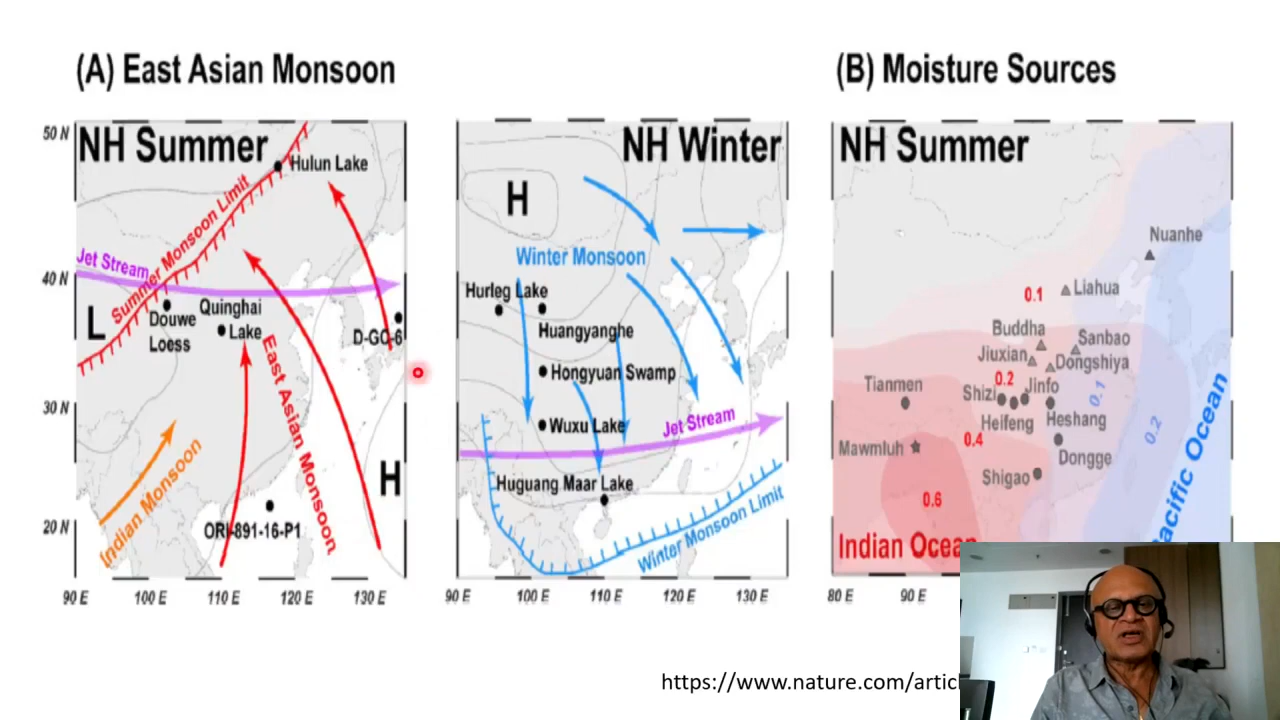 (A) East Asian Monsoon
50 N
40 N
30 N
20 N
NH Summer
Hulun Lake
Summer Monsoon Limit
Jet Stream
L
Douwe
Loess
Quinghai
Lake
D-GC-6
East Asian Monsoon
Indian Monsoon
H
ORI-891-16-P1
90 E 100 E 110 E 120 E 130 E
NH Winter
H
Winter Monsoon
Hurleg Lake
Huangyanghe
Hongyuan Swamp
Wuxu Lake
Jet Stream
Huguang Maar Lake
Winter Monsoon Limit
90 E 100 E 110 E 120 E 130 E
(B) Moisture Sources
NH Summer
Nuanhe
Liahua
0.1
Buddha
Sanbao
Jiuxian
Dongshiya
0.2
Tianmen
Shizi
Jinfo
0.1
Heifeng
Heshang
0.2
0.4
Mawmluh
Dongge
Shigao
0.6
Indian Ocean
Pacific Ocean
80 E 90 E
https://www.nature.com/artic